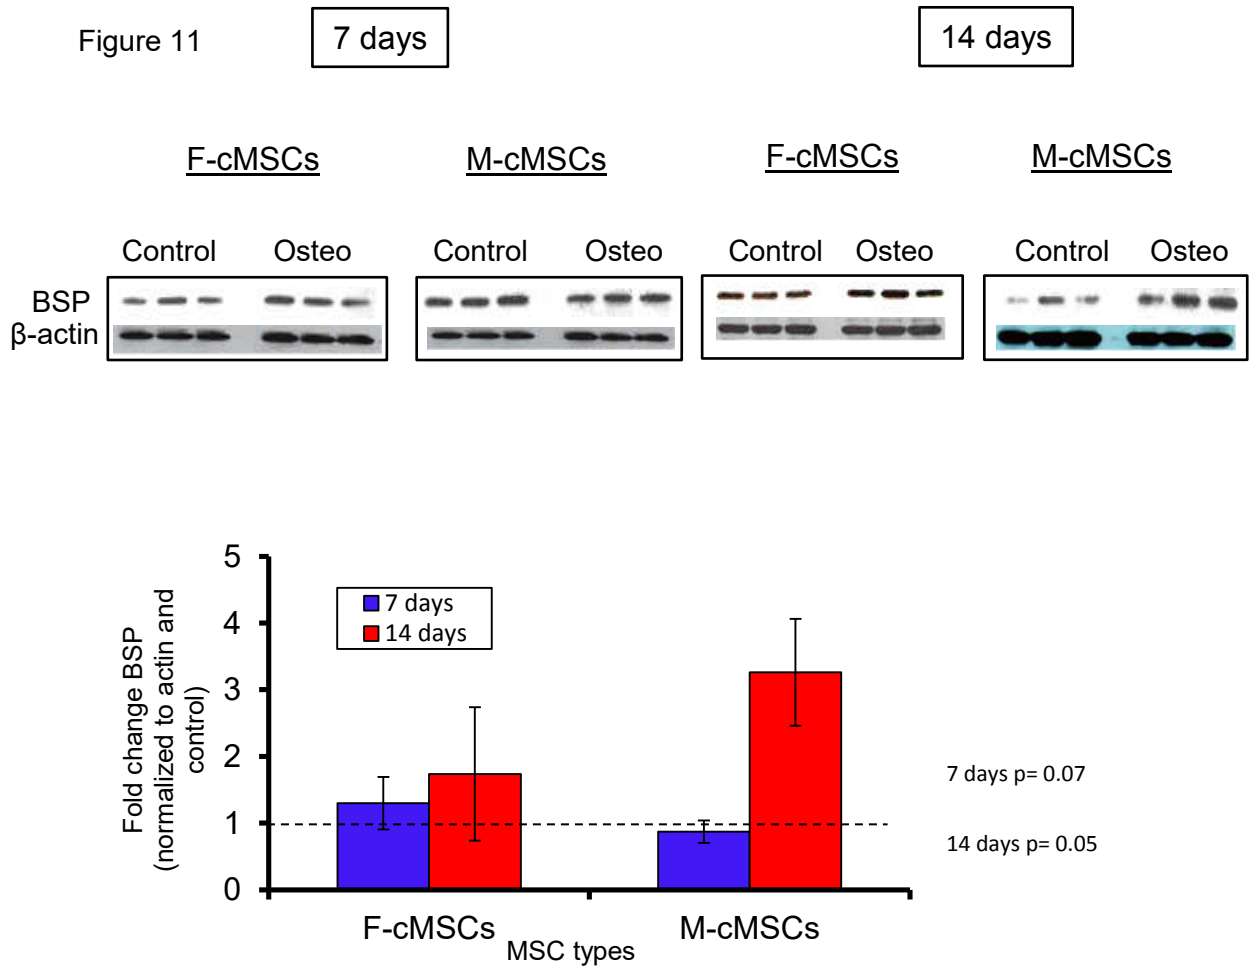 Figure 11
7 days
14 days
F-cMSCs
M-cMSCs
F-cMSCs
M-cMSCs
Control
Osteo
Control
Osteo
Control
Osteo
Control
Osteo
BSP
β-actin
Fold change BSP
(normalized to actin and
control)
5
4
3
2
1
0
7 days
14 days
7 days p= 0.07
14 days p= 0.05
F-cMSCs
M-cMSCs
MSC types